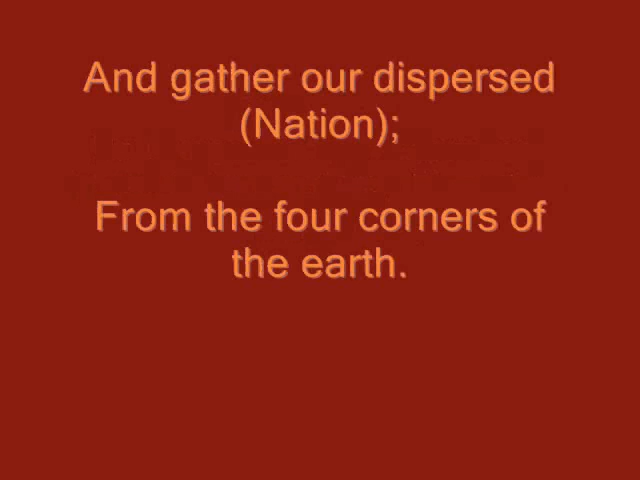 And gather our dispersed
(Nation);
From the four corners of
the earth.